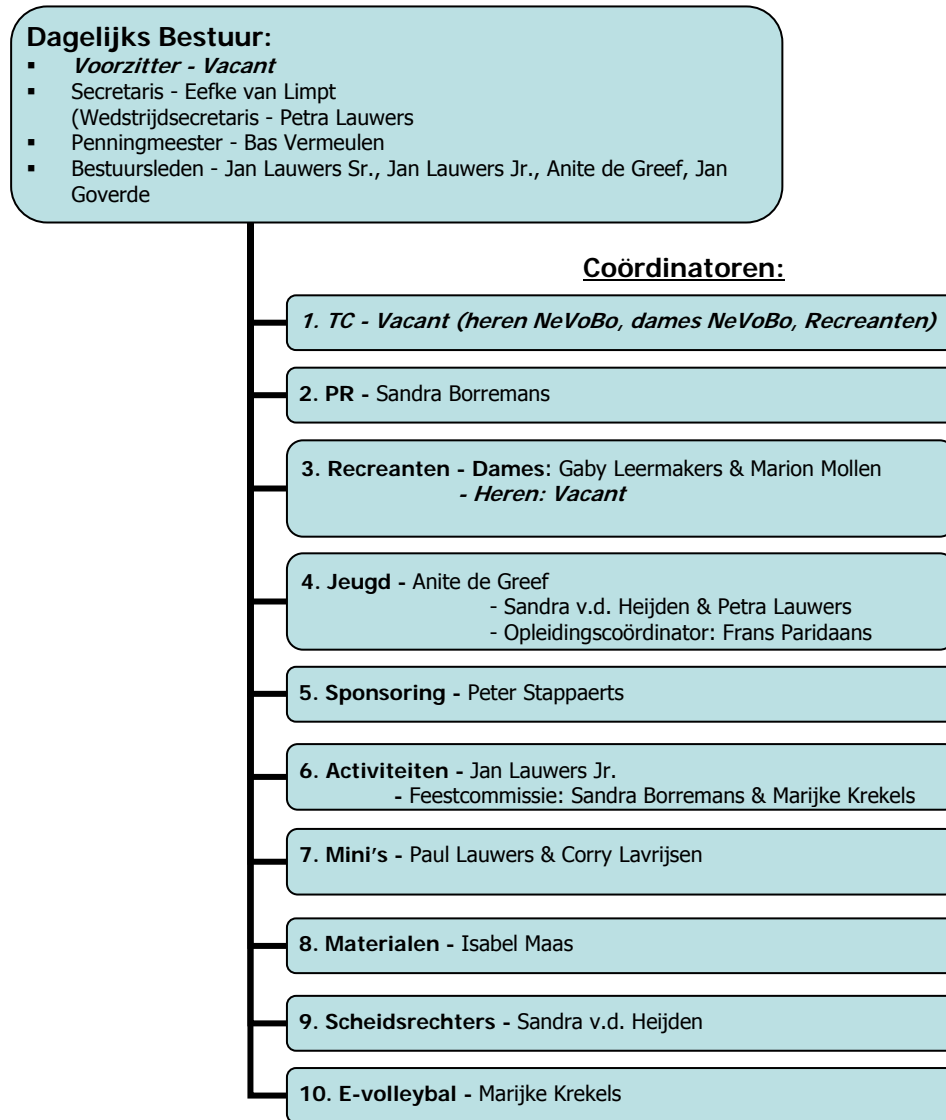 Dagelijks Bestuur:
▪ Voorzitter - Vacant
▪ Secretaris - Eefke van Limpt
(Wedstrijdsecretaris - Petra Lauwers
▪ Penningmeester - Bas Vermeulen
▪ Bestuursleden - Jan Lauwers Sr., Jan Lauwers Jr., Anite de Greef, Jan
Goverde
Coördinatoren:
1. TC - Vacant (heren NeVoBo, dames NeVoBo, Recreanten)
2. PR - Sandra Borremans
3. Recreanten - Dames: Gaby Leermakers & Marion Mollen
- Heren: Vacant
4. Jeugd - Anite de Greef
- Sandra v.d. Heijden & Petra Lauwers
- Opleidingscoördinator: Frans Paridaans
5. Sponsoring - Peter Stappaerts
6. Activiteiten - Jan Lauwers Jr.
- Feestcommissie: Sandra Borremans & Marijke Krekels
7. Mini's - Paul Lauwers & Corry Lavrijsen
8. Materialen - Isabel Maas
9. Scheidsrechters - Sandra v.d. Heijden
10. E-volleybal - Marijke Krekels